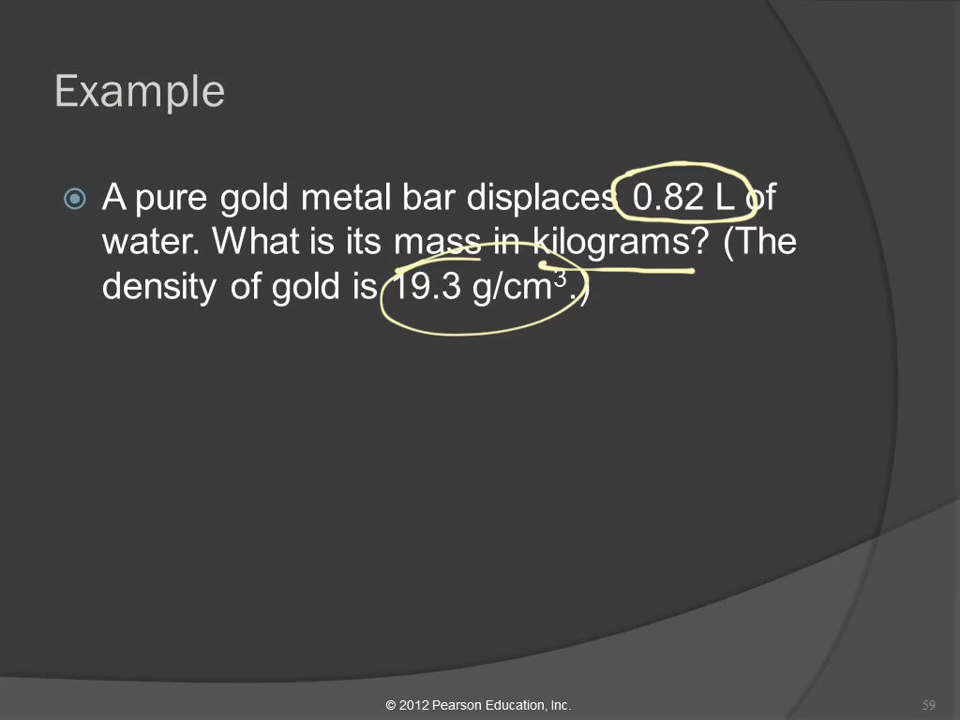 Example
A pure gold metal bar displaces 0.82 L of
water. What is its mass in kilograms? (The
density of gold is 19.3 g/cm³.)
© 2012 Pearson Education, Inc.
59